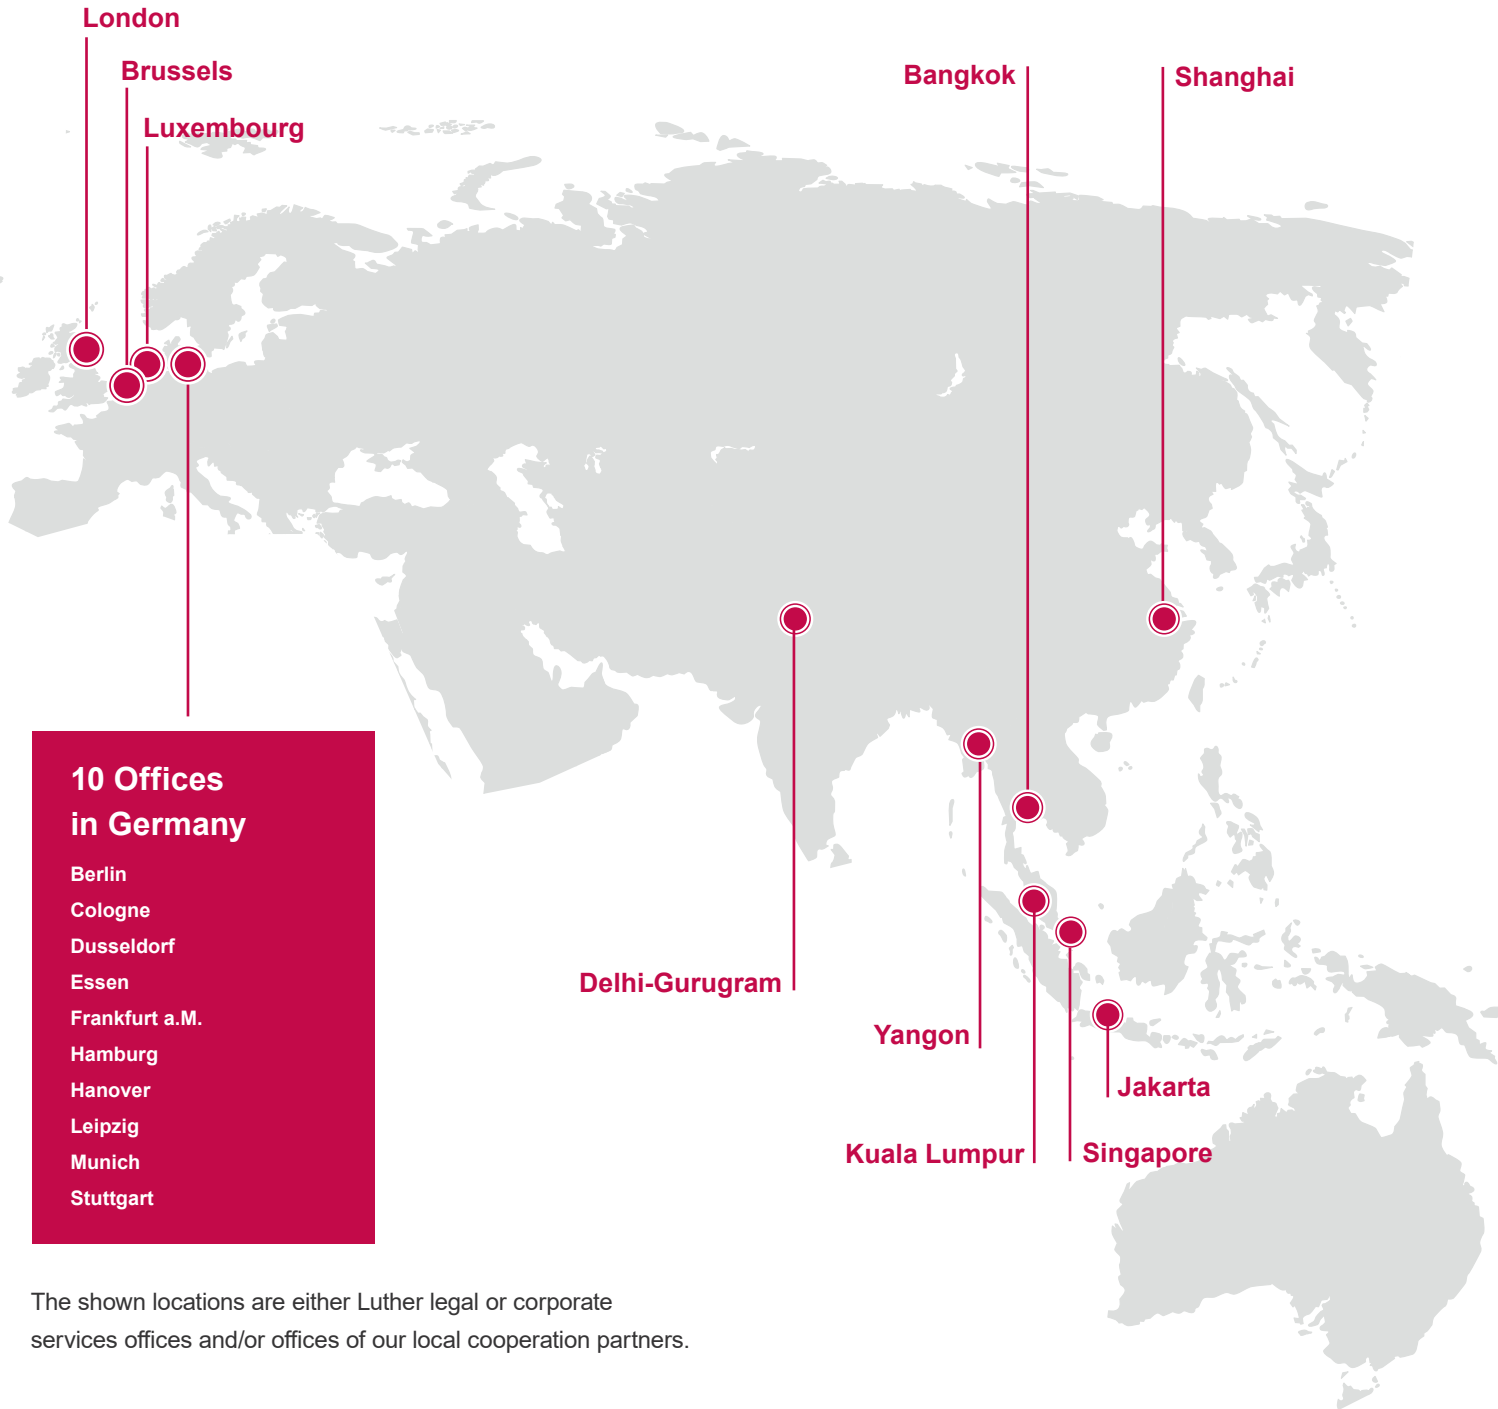 London
Brussels
Luxembourg
Bangkok
Shanghai
10 Offices
in Germany
Berlin
Cologne
Dusseldorf
Essen
Frankfurt a.M.
Hamburg
Hanover
Leipzig
Munich
Stuttgart
Delhi-Gurugram
Yangon
Jakarta
Kuala Lumpur
Singapore
The shown locations are either Luther legal or corporate
services offices and/or offices of our local cooperation partners.